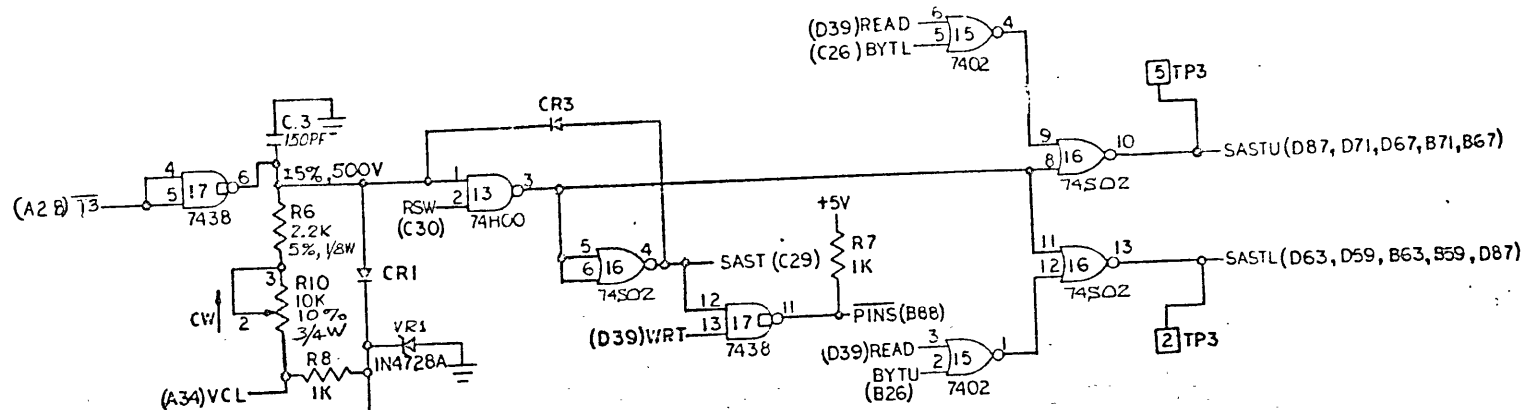 (D39)READ 6 4
(C26)BYTL 5 15
7402
5 TP3
CR3
C.3
150PF
±5%,500V
9 10
8 16
74S02
SASTU(D87,D71,D67,B71,B67)
(A28) T3
4 6
5 17
7438
1 3
2 13
RSW
(C30)
74H00
+5V
R7
1K
R6
2.2K
5%,1/8W
CR1
5 4
6 16
74S02
SAST(C29)
11 13
12 16
74S02
SASTL(D63,D59,B63,B59,D87)
3
R10
10K
10%
3/4W
CW
2
VR1
1N4728A
12 11
(D39)WRT 13 17
7438
PINS(B88)
2 TP3
(D39)READ 3 1
BYTU 2 15
(B26)
7402
R8
1K
(A34)VCL